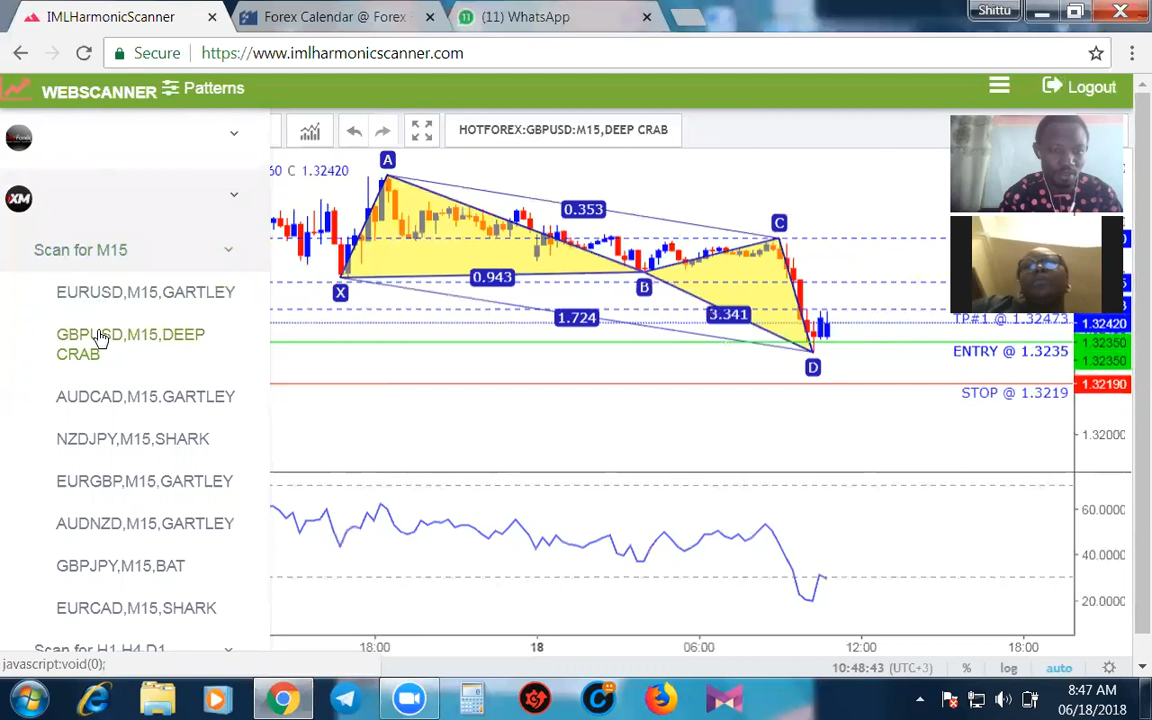 IMLHarmonicScanner
Forex Calendar @ Forex
(11) WhatsApp
Shittu
Secure
https://www.imlharmonicscanner.com
WEBSCANNER
Patterns
Logout
HOTFOREX:GBPUSD:M15,DEEP CRAB
60 C 1.32420
XM
Scan for M15
EURUSD,M15,GARTLEY
GBPUSD,M15,DEEP
CRAB
AUDCAD,M15,GARTLEY
NZDJPY,M15,SHARK
EURGBP,M15,GARTLEY
AUDNZD,M15,GARTLEY
GBPJPY,M15,BAT
EURCAD,M15,SHARK
Scan for H1,H4,D1
javascript:void(0);
A
0.353
C
0.943
X
B
1.724
3.341
D
TP#1 @ 1.32473
1.32420
1.32350
ENTRY @ 1.3235
1.32350
1.32190
STOP @ 1.3219
1.32000
60.0000
40.0000
20.0000
18:00
18
06:00
12:00
18:00
10:48:43 (UTC+3)
%
log
auto
8:47 AM
06/18/2018